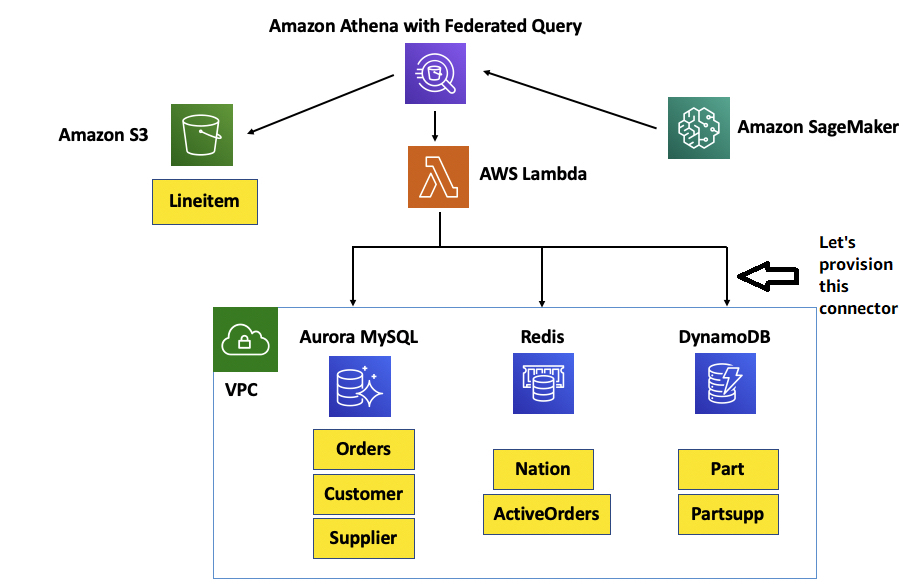 Amazon Athena with Federated Query
Amazon S3
Amazon SageMaker
AWS Lambda
Lineitem
Let's
provision
this
connector
VPC
Aurora MySQL
Redis
DynamoDB
Orders
Customer
Supplier
Nation
ActiveOrders
Part
Partsupp